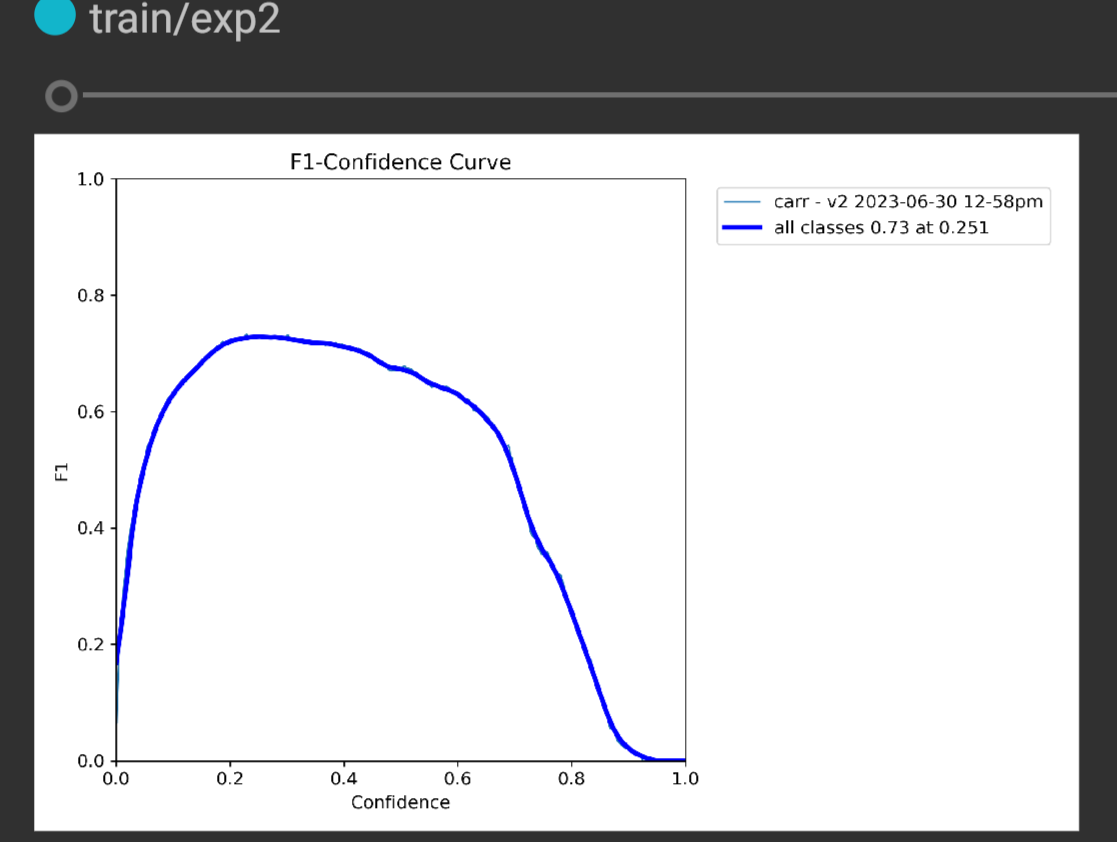 train/exp2
F1-Confidence Curve
1.0
0.8
0.6
0.4
0.2
0.0
F1
0.0 0.2 0.4 0.6 0.8 1.0
Confidence
carr - v2 2023-06-30 12-58pm
all classes 0.73 at 0.251